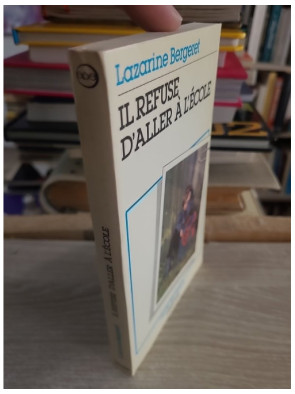 Lazarine Bergeret
IL REFUSE
D'ALLER À L'ÉCOLE
IL REFUSE D'ALLER À L'ÉCOLE